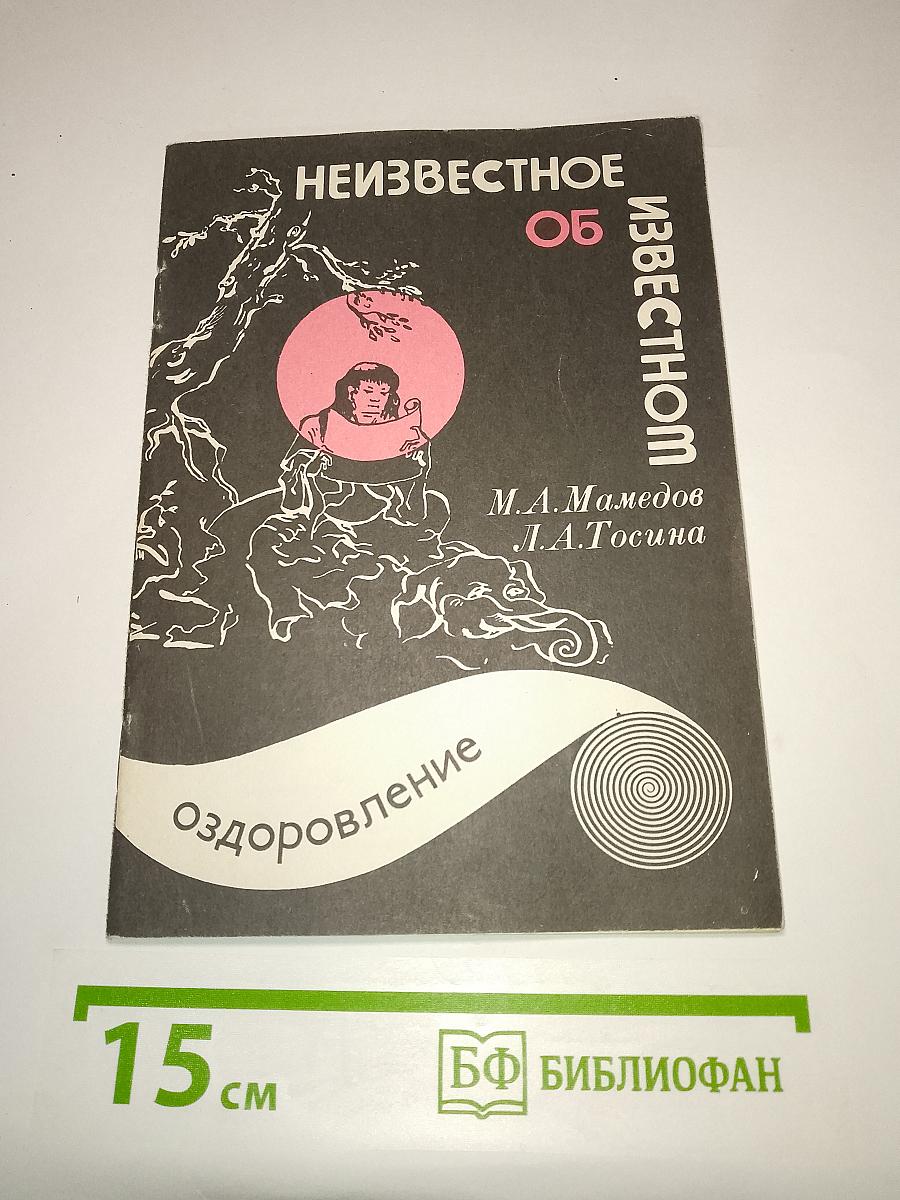 НЕИЗВЕСТНОЕ
ОБ
ИЗВЕСТНОМ
М.А.Мамедов
Л.А.Тосина
оздоровление
15 см
БФ БИБЛИОФАН